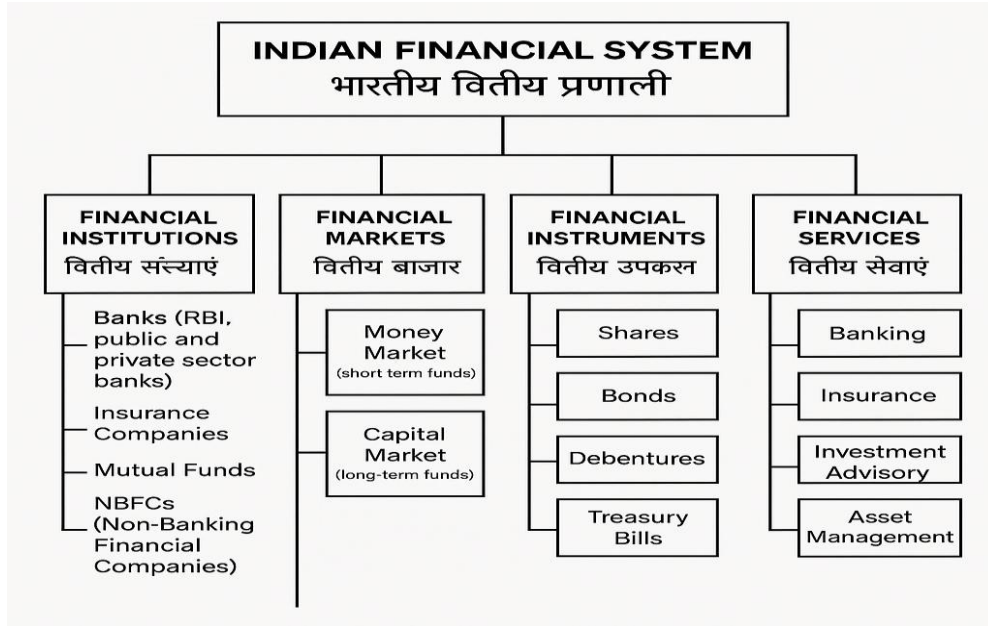 INDIAN FINANCIAL SYSTEM
भारतीय वितीय प्रणाली
FINANCIAL
INSTITUTIONS
वितीय संस्याएं
Banks (RBI,
public and
private sector
banks)
Insurance
Companies
Mutual Funds
NBFCs
(Non-Banking
Financial
Companies)
FINANCIAL
MARKETS
वितीय बाजार
Money
Market
(short term funds)
Capital
Market
(long-term funds)
FINANCIAL
INSTRUMENTS
वितीय उपकरन
Shares
Bonds
Debentures
Treasury
Bills
FINANCIAL
SERVICES
वितीय सेवाएं
Banking
Insurance
Investment
Advisory
Asset
Management